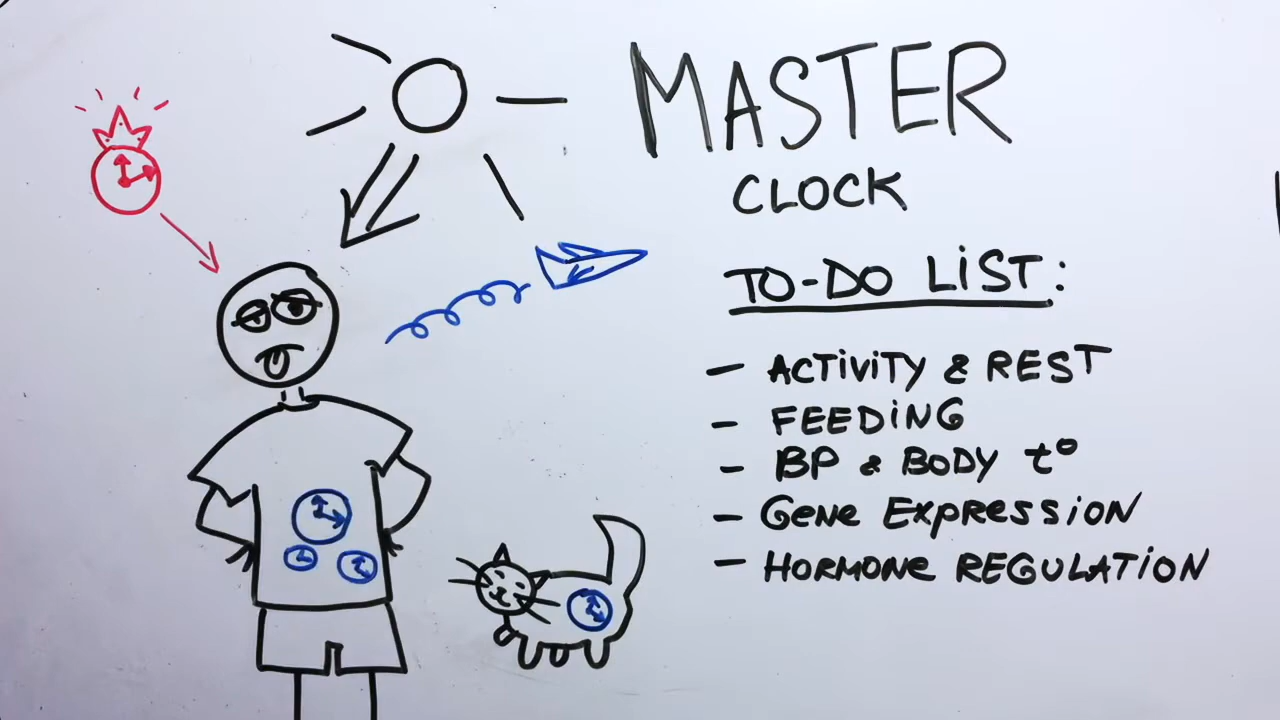 MASTER
CLOCK
TO-DO LIST:
- ACTIVITY & REST
- FEEDING
- BP & BODY t°
- GENE EXPRESSION
- HORMONE REGULATION